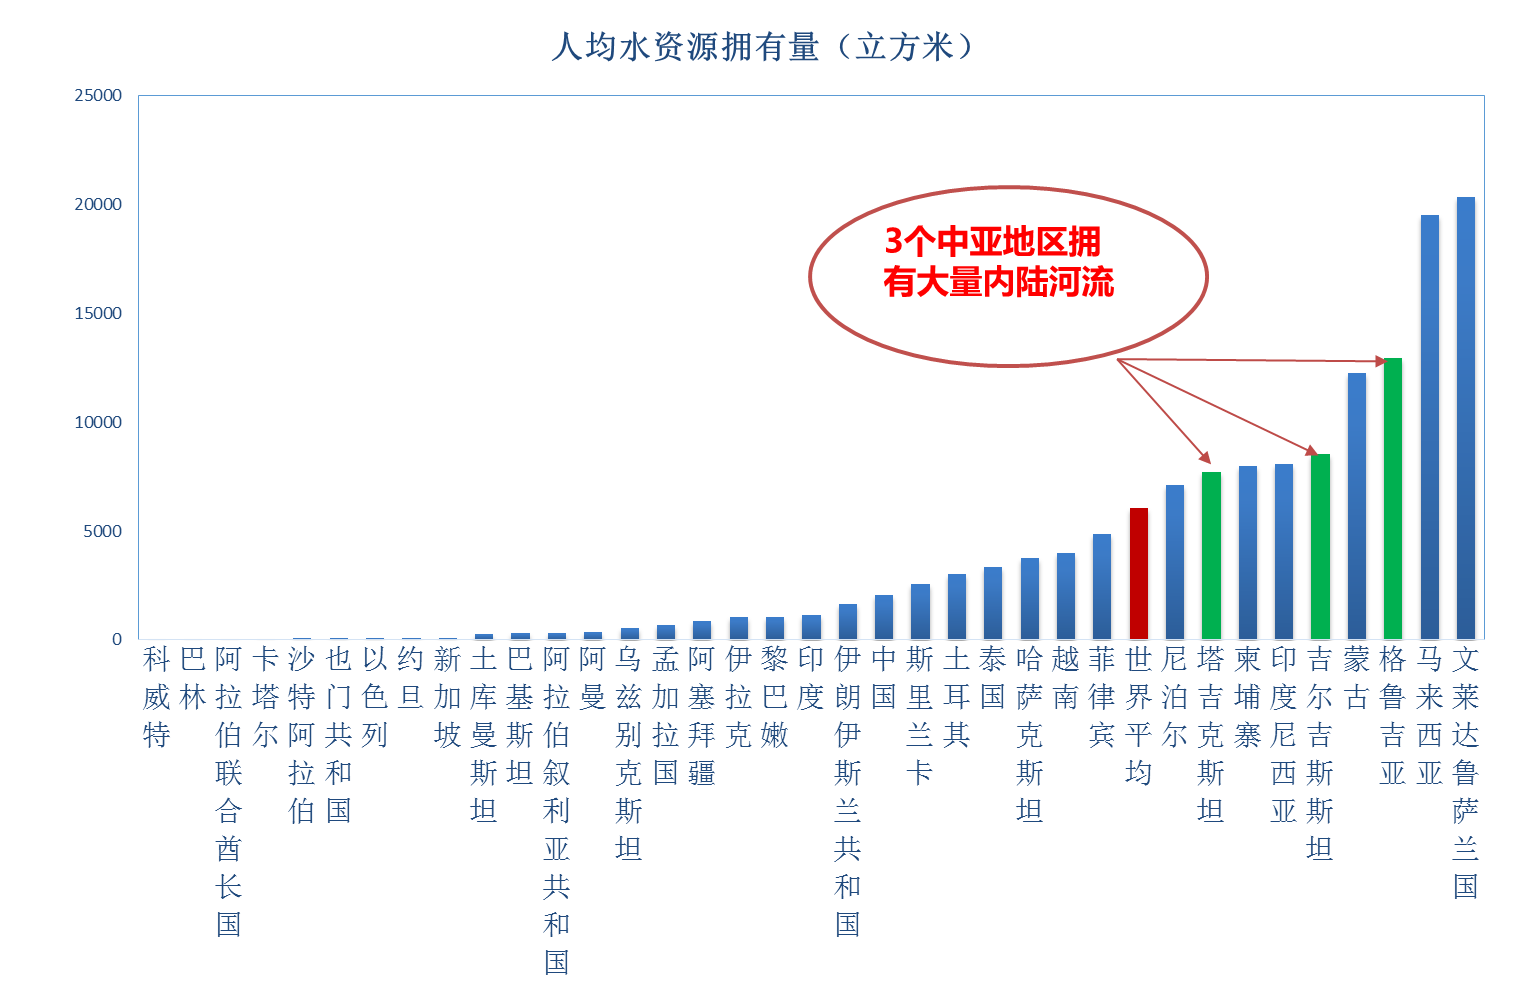 人均水资源拥有量（立方米）
25000
20000
15000
10000
5000
0
3个中亚地区拥
有大量内陆河流
科威特
巴林
阿拉伯联合酋长国
卡塔尔
沙特阿拉伯
也门共和国
以色列
约旦
新加坡
土库曼斯坦
巴基斯坦
阿拉伯叙利亚共和国
阿曼
乌兹别克斯坦
孟加拉国
阿塞拜疆
伊拉克
黎巴嫩
印度
伊朗伊斯兰共和国
中国
斯里兰卡
土耳其
泰国
哈萨克斯坦
越南
菲律宾
世界平均
尼泊尔
塔吉克斯坦
柬埔寨
印度尼西亚
吉尔吉斯斯坦
蒙古
格鲁吉亚
马来西亚
文莱达鲁萨兰国